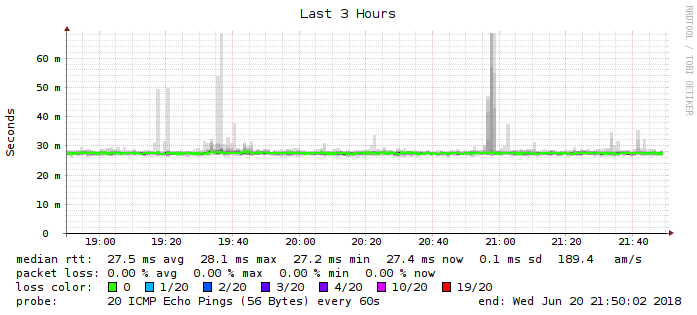 Last 3 Hours
RRDTOOL / TOBI OETIKER
Seconds
60 m
50 m
40 m
30 m
20 m
10 m
0
19:00 19:20 19:40 20:00 20:20 20:40 21:00 21:20 21:40
median rtt: 27.5 ms avg 28.1 ms max 27.2 ms min 27.4 ms now 0.1 ms sd 189.4 am/s
packet loss: 0.00 % avg 0.00 % max 0.00 % min 0.00 % now
loss color: 0 1/20 2/20 3/20 4/20 10/20 19/20
probe: 20 ICMP Echo Pings (56 Bytes) every 60s end: Wed Jun 20 21:50:02 2018